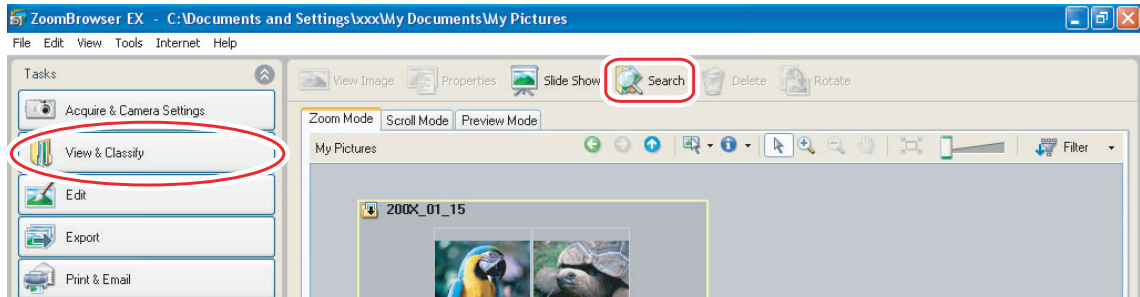 ZoomBrowser EX - C:\Documents and Settings\xxx\My Documents\My Pictures
File Edit View Tools Internet Help
Tasks
View Image Properties Slide Show Search Delete Rotate
Acquire & Camera Settings
Zoom Mode Scroll Mode Preview Mode
View & Classify
My Pictures Filter
Edit
200X_01_15
Export
Print & Email